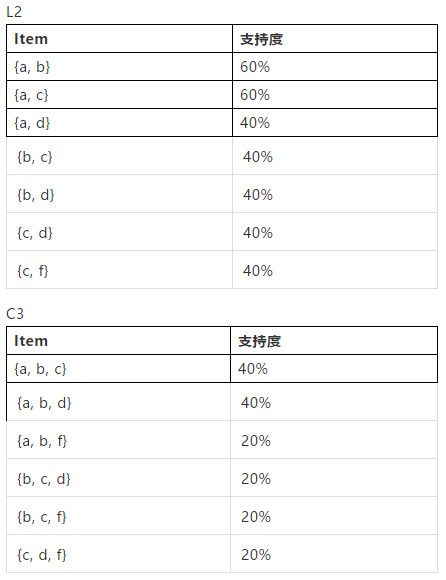 L2
Item 支持度
{a, b} 60%
{a, c} 60%
{a, d} 40%
{b, c} 40%
{b, d} 40%
{c, d} 40%
{c, f} 40%
C3
Item 支持度
{a, b, c} 40%
{a, b, d} 40%
{a, b, f} 20%
{b, c, d} 20%
{b, c, f} 20%
{c, d, f} 20%